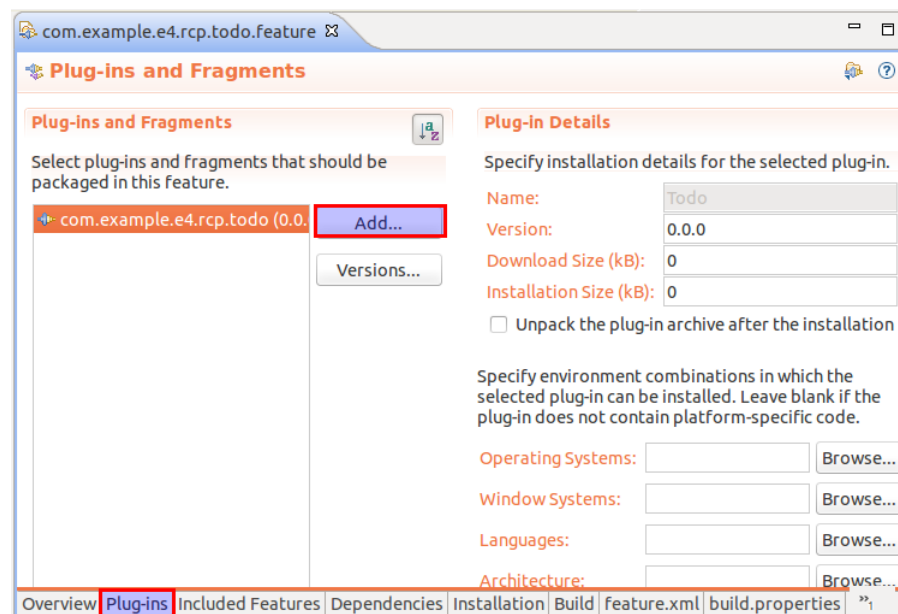 com.example.e4.rcp.todo.feature
Plug-ins and Fragments
Plug-ins and Fragments
Select plug-ins and fragments that should be
packaged in this feature.
com.example.e4.rcp.todo (0.0.
Add...
Versions...
Plug-in Details
Specify installation details for the selected plug-in.
Name: Todo
Version: 0.0.0
Download Size (kB): 0
Installation Size (kB): 0
Unpack the plug-in archive after the installation
Specify environment combinations in which the
selected plug-in can be installed. Leave blank if the
plug-in does not contain platform-specific code.
Operating Systems: Browse...
Window Systems: Browse...
Languages: Browse...
Architecture: Browse...
Overview Plug-ins Included Features Dependencies Installation Build feature.xml build.properties »1